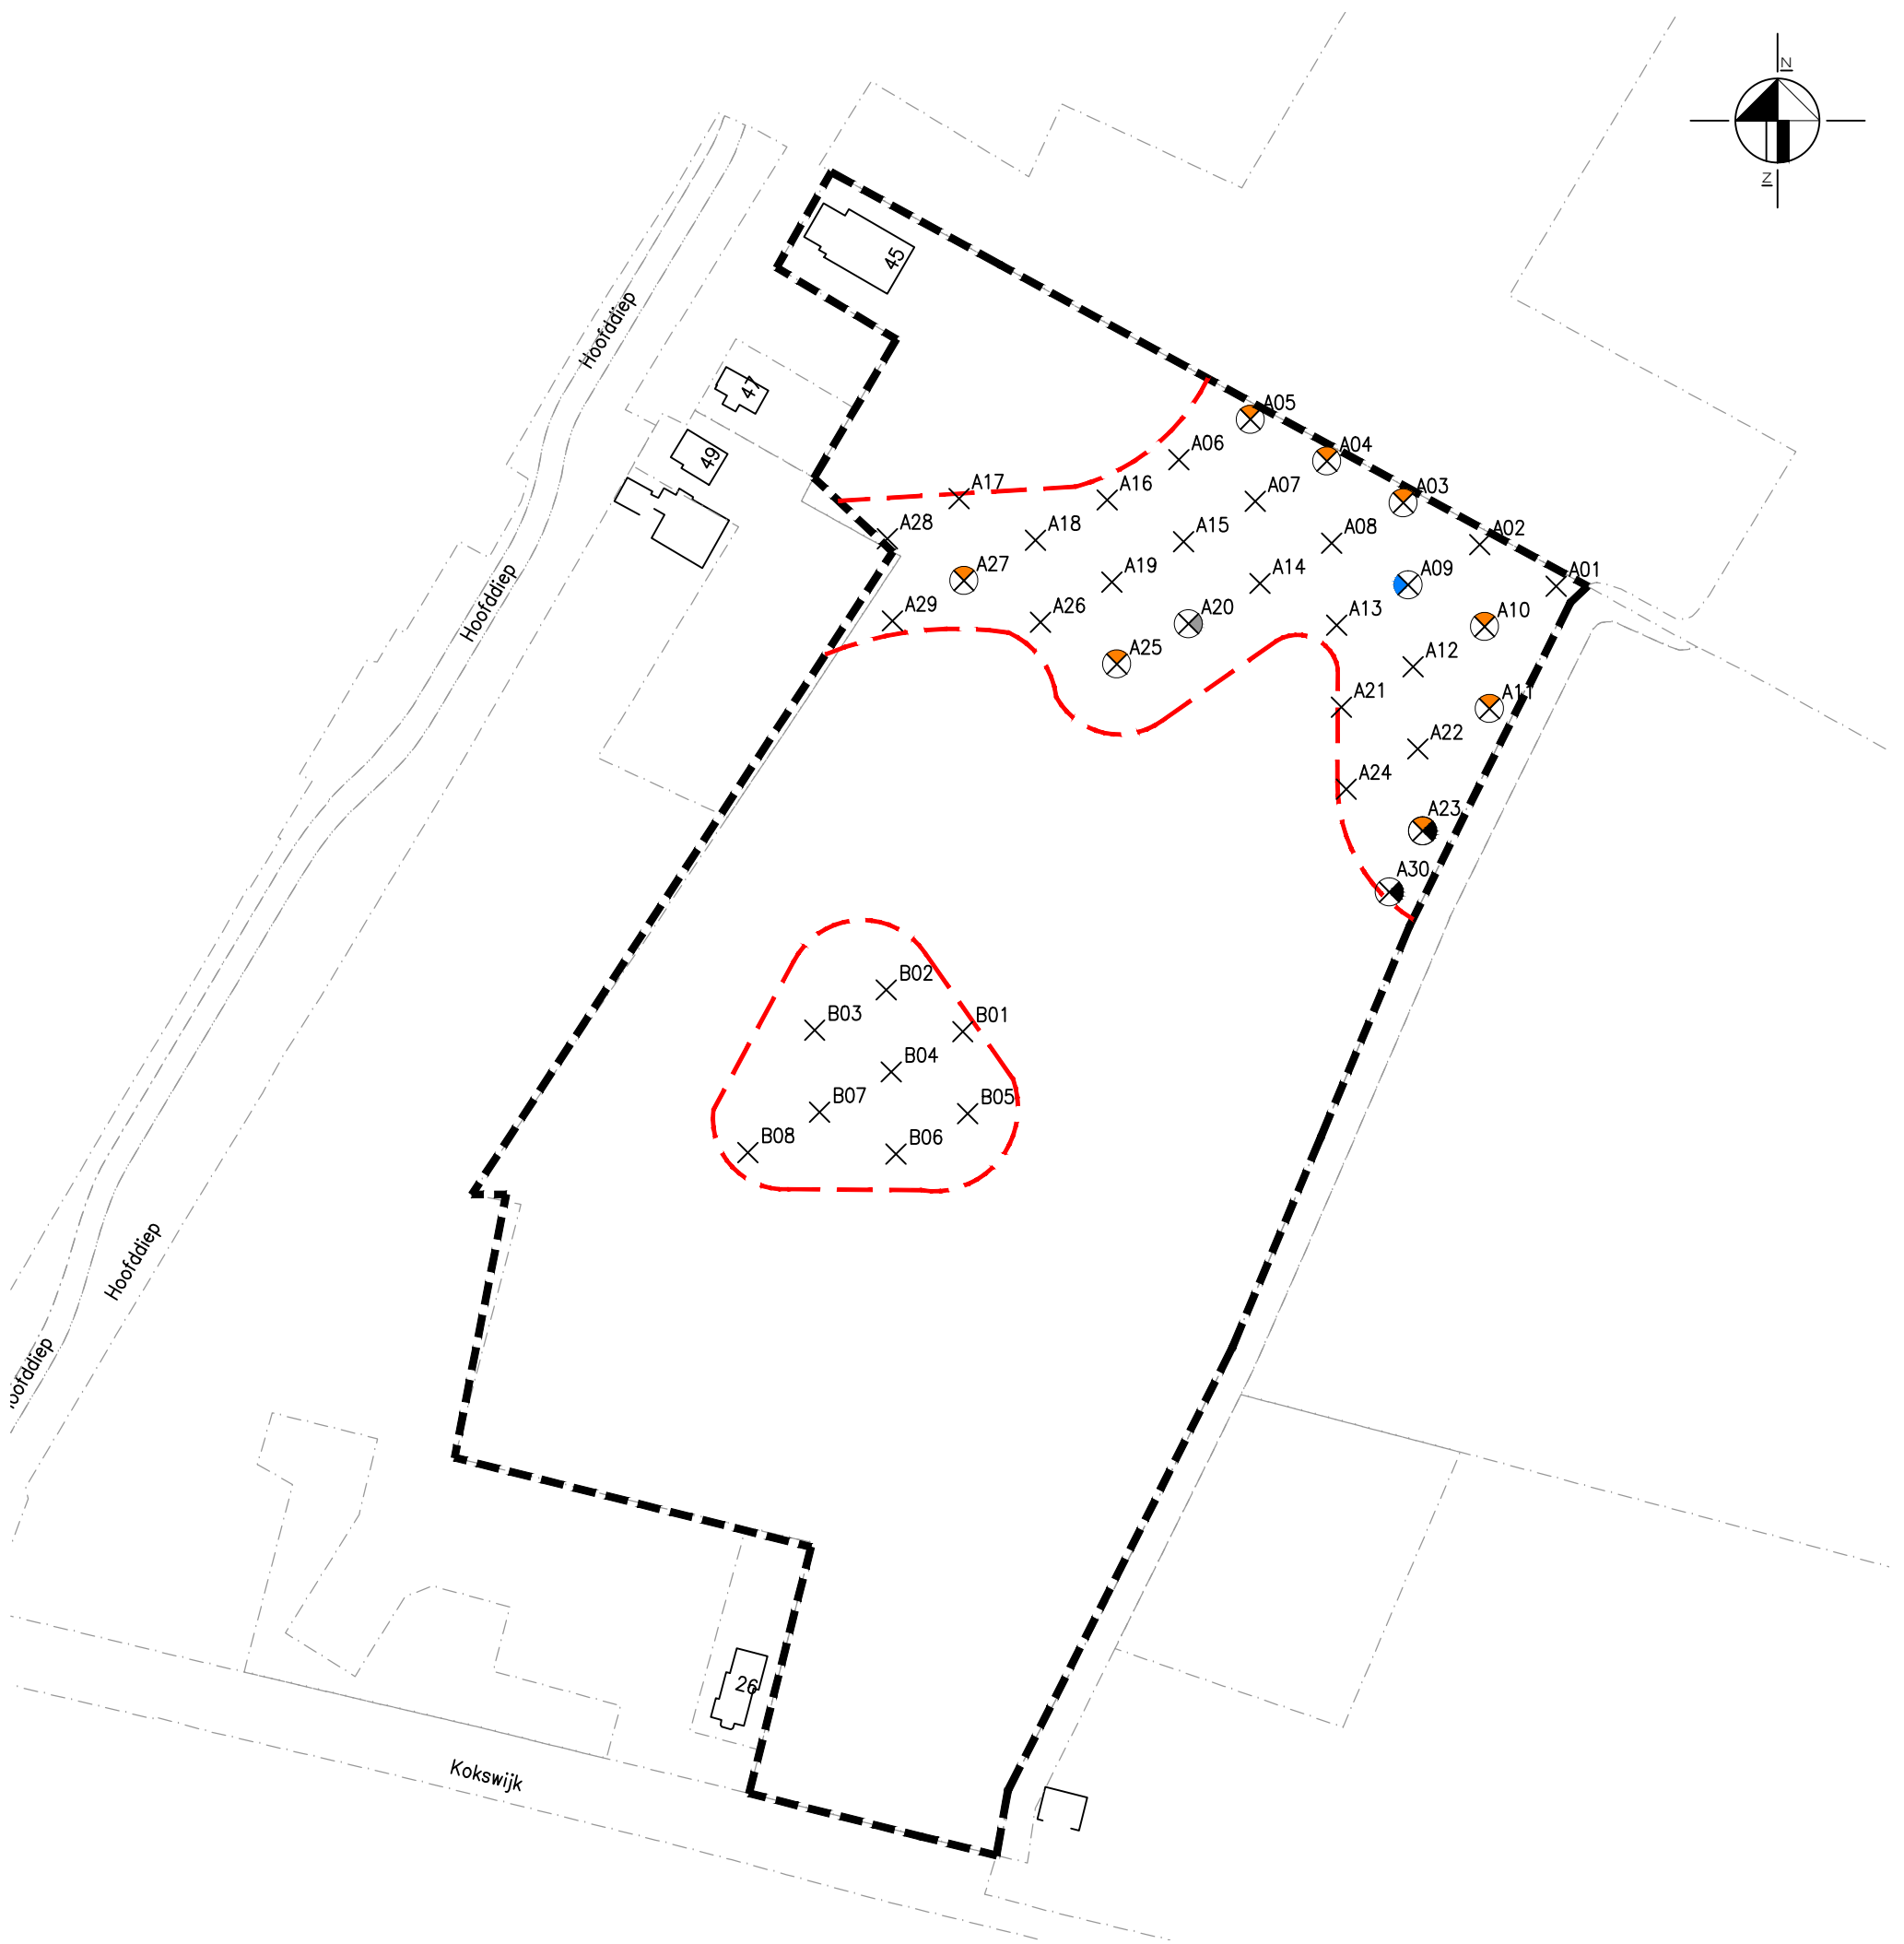 N
Z
45
Hoofddiep
47
A05
A06
A04
49
A17
A16
A07
A03
A28
A18
A15
A08
A02
A27
A19
A14
A09
A01
Hoofddiep
A29
A26
A20
A13
A10
A25
A12
A21
A11
A22
A24
A23
A30
B02
B03
B01
B04
B07
B05
B08
B06
Hoofddiep
oofddiep
26
Kokswijk